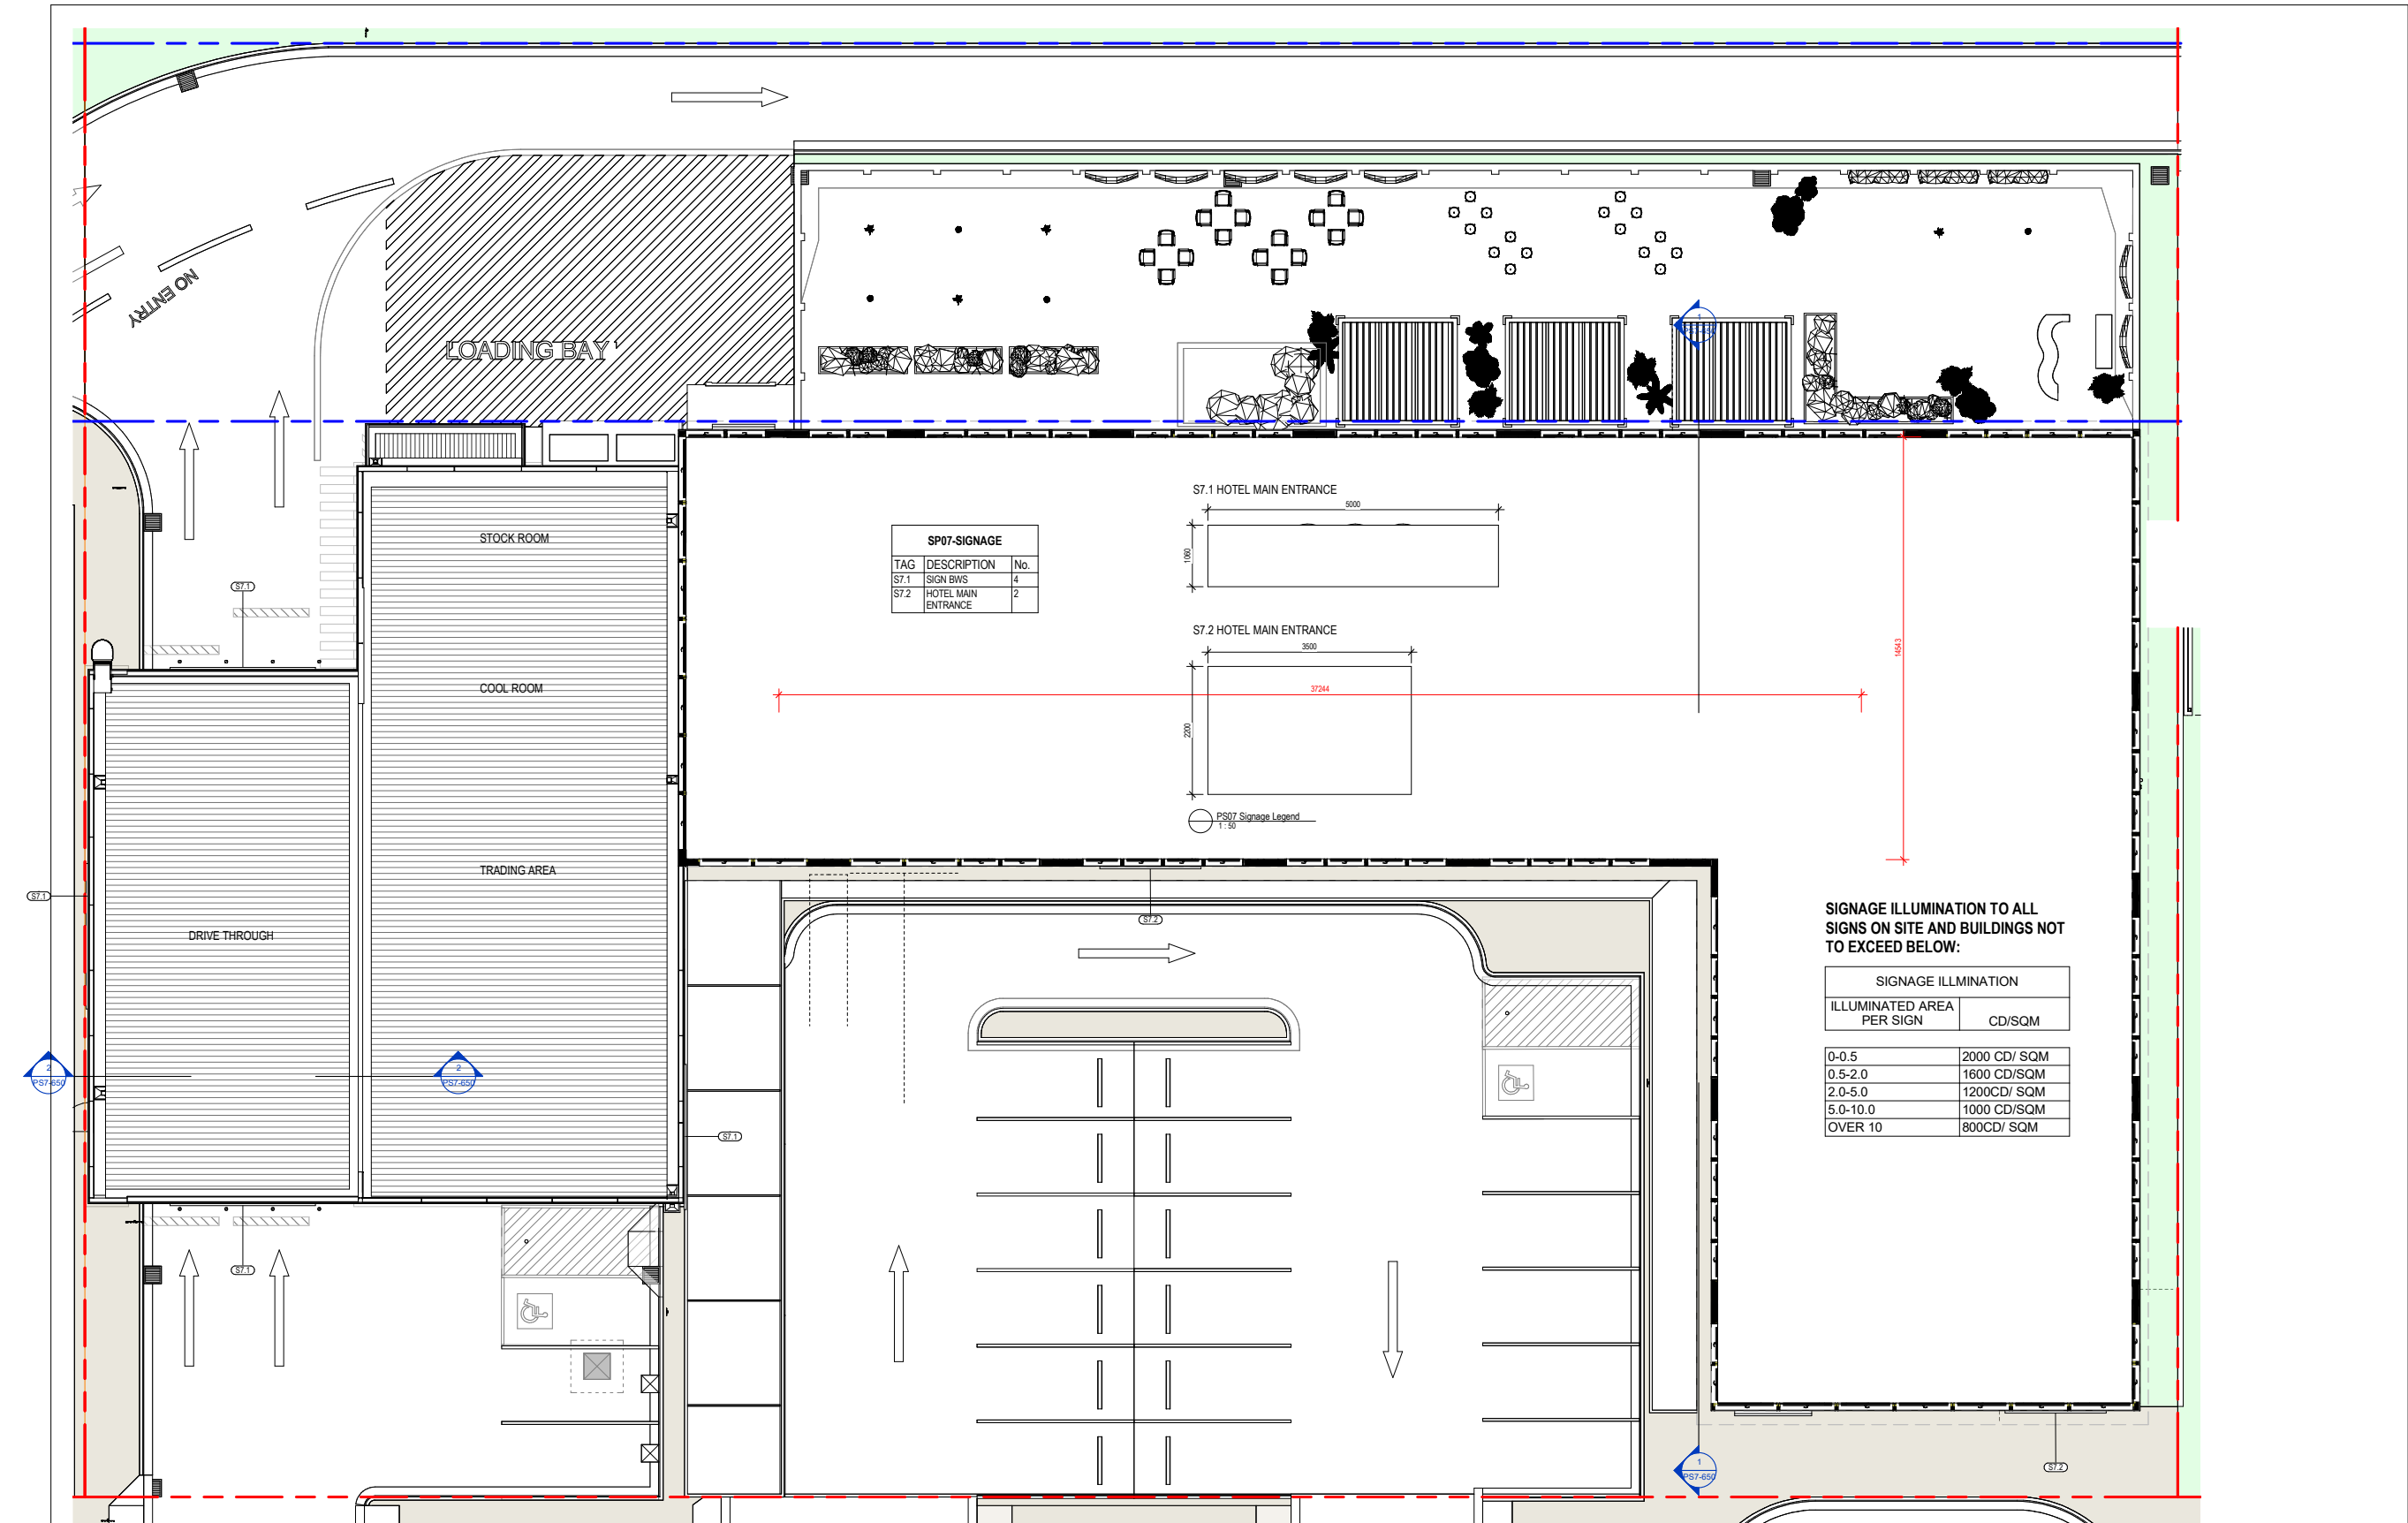 NO ENTRY
LOADING BAY
1
PS7-650
S7.1 HOTEL MAIN ENTRANCE
5000
1060
STOCK ROOM
SP07-SIGNAGE
TAG DESCRIPTION No.
S7.1 SIGN BWS 4
S7.2 HOTEL MAIN ENTRANCE 2
S7.1
S7.2 HOTEL MAIN ENTRANCE
3500
14543
COOL ROOM
37244
2200
PS07 Signage Legend
1 : 50
TRADING AREA
S7.1
S7.2
DRIVE THROUGH
SIGNAGE ILLUMINATION TO ALL
SIGNS ON SITE AND BUILDINGS NOT
TO EXCEED BELOW:
SIGNAGE ILLMINATION
ILLUMINATED AREA
PER SIGN CD/SQM
0-0.5 2000 CD/ SQM
0.5-2.0 1600 CD/SQM
2.0-5.0 1200CD/ SQM
5.0-10.0 1000 CD/SQM
OVER 10 800CD/ SQM
2
PS7-650
2
PS7-650
S7.1
S7.1
1
PS7-650
S7.2